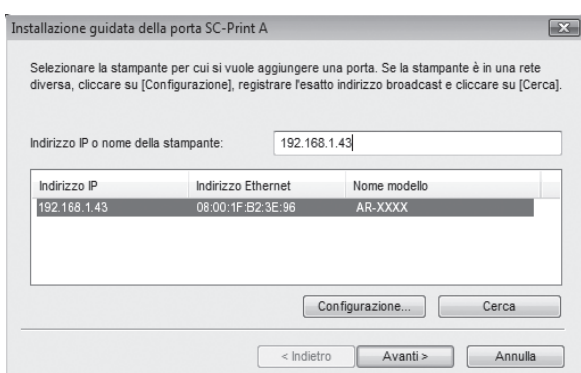 Installazione guidata della porta SC-Print A
Selezionare la stampante per cui si vuole aggiungere una porta. Se la stampante è in una rete
diversa, cliccare su [Configurazione], registrare l'esatto indirizzo broadcast e cliccare su [Cerca].
Indirizzo IP o nome della stampante: 192.168.1.43
Indirizzo IP Indirizzo Ethernet Nome modello
192.168.1.43 08:00:1F:B2:3E:96 AR-XXXX
Configurazione... Cerca
< Indietro Avanti > Annulla